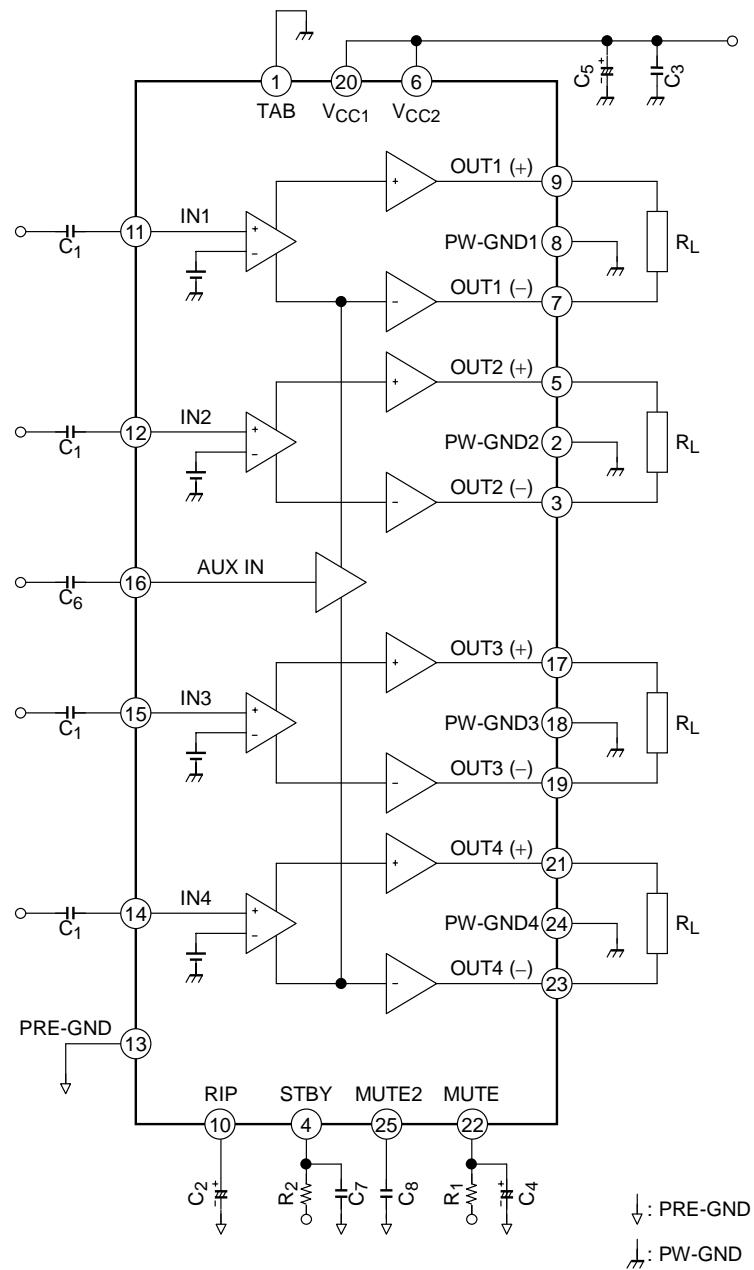 1
TAB
20
VCC1
6
VCC2
C5
- +
C3
11
IN1
C1
+
-
+
-
OUT1 (+)
9
PW-GND1
8
OUT1 (−)
7
RL
12
IN2
C1
+
-
+
-
OUT2 (+)
5
PW-GND2
2
OUT2 (−)
3
RL
16
AUX IN
C6
15
IN3
C1
+
-
+
-
OUT3 (+)
17
PW-GND3
18
OUT3 (−)
19
RL
14
IN4
C1
+
-
+
-
OUT4 (+)
21
PW-GND4
24
OUT4 (−)
23
RL
PRE-GND
13
RIP
STBY
MUTE2
MUTE
10
4
25
22
C2
- +
R2
C7
C8
R1
- +
C4
: PRE-GND
: PW-GND